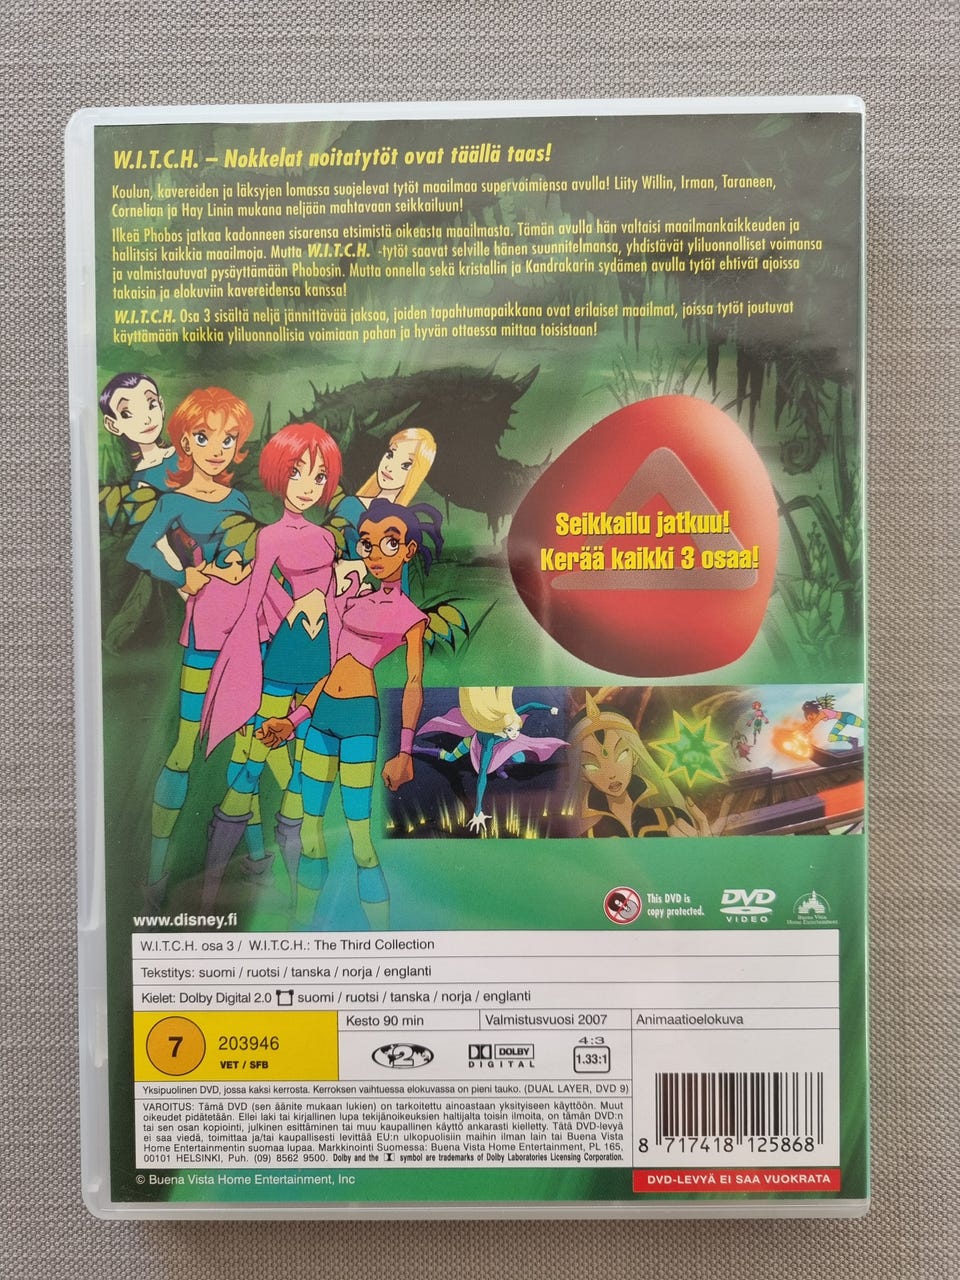 W.I.T.C.H. – Nokkelat noitatytöt ovat täällä taas!
Koulun, kavereiden ja läksyjen lomassa suojelevat tytöt maailmaa supervoimiensa avulla! Liity Willin, Irman, Taraneen,
Cornelian ja Hay Linin mukana neljään mahtavaan seikkailuun!
Ilkeä Phobos jatkaa kadonneen sisarensa etsimistä oikeasta maailmasta. Tämän avulla hän valtaisi maailmankaikkeuden ja
hallitsisi kaikkia maailmoja. Mutta W.I.T.C.H. -tytöt saavat selville hänen suunnitelmansa, yhdistävät yliluonnolliset voimansa
ja valmistautuvat pysäyttämään Phobosin. Mutta onnella sekä kristallin ja Kandrakarin sydämen avulla tytöt ehtivät ajoissa
takaisin ja elokuviin kavereidensa kanssa!
W.I.T.C.H. Osa 3 sisältä neljä jännittävää jaksoa, joiden tapahtumapaikkana ovat erilaiset maailmat, joissa tytöt joutuvat
käyttämään kaikkia yliluonnollisia voimiaan pahan ja hyvän ottaessa mittaa toisistaan!
Seikkailu jatkuu!
Kerää kaikki 3 osaa!
This DVD is
copy protected.
DVD
VIDEO
Buena Vista
Home Entertainment
www.disney.fi
W.I.T.C.H. osa 3 / W.I.T.C.H.: The Third Collection
Tekstitys: suomi / ruotsi / tanska / norja / englanti
Kielet: Dolby Digital 2.0 suomi / ruotsi / tanska / norja / englanti
7
203946
VET / SFB
Kesto 90 min
Valmistusvuosi 2007
Animaatioelokuva
2
DOLBY
DIGITAL
4:3
1.33:1
Yksipuolinen DVD, jossa kaksi kerrosta. Kerroksen vaihtuessa elokuvassa on pieni tauko. (DUAL LAYER, DVD 9)
VAROITUS: Tämä DVD (sen äänite mukaan lukien) on tarkoitettu ainoastaan yksityiseen käyttöön. Muut
oikeudet pidätetään. Ellei laki tai kirjallinen lupa tekijänoikeuksien haltijalta toisin ilmoita, on tämän DVD:n
tai sen osan kopiointi, julkinen esittäminen tai muu kaupallinen käyttö ankarasti kielletty. Tätä DVD-levyä
ei saa viedä, toimittaa ja/tai kaupallisesti levittää EU:n ulkopuolisiin maihin ilman lain tai Buena Vista
Home Entertainmentin suomaa lupaa. Markkinointi Suomessa: Buena Vista Home Entertainment, PL 165,
00101 HELSINKI, Puh. (09) 8562 9500. Dolby and the symbol are trademarks of Dolby Laboratories Licensing Corporation.
8 717418 125868
© Buena Vista Home Entertainment, Inc
DVD-LEVYÄ EI SAA VUOKRATA